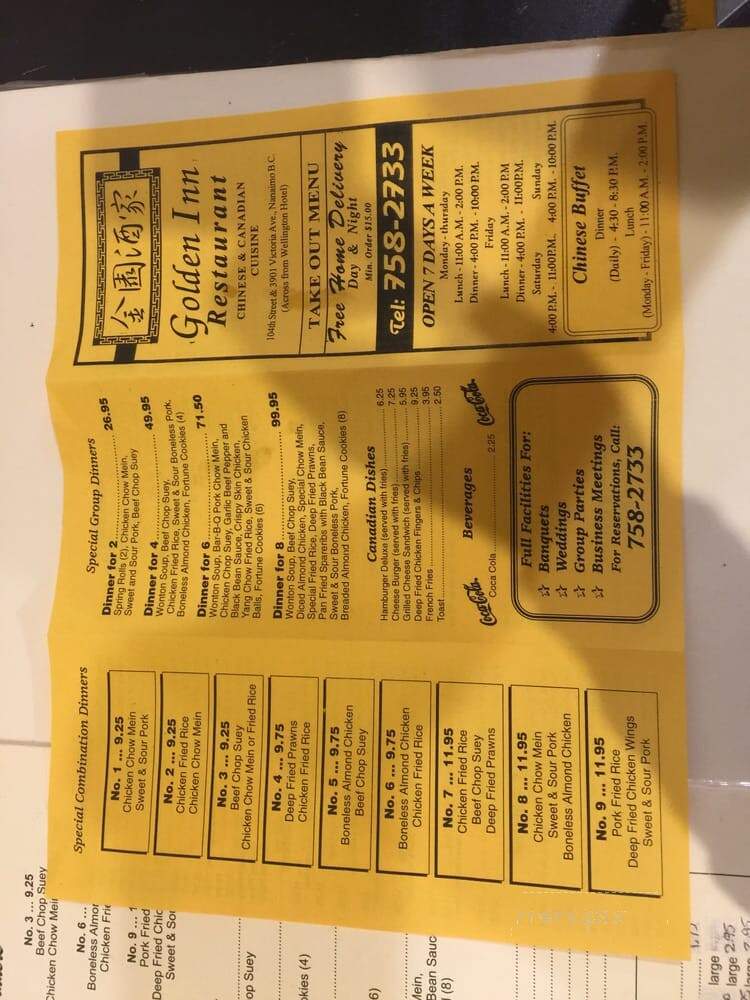 Special Combination Dinners
No. 1 ... 9.25
Chicken Chow Mein
Sweet & Sour Pork
No. 2 ... 9.25
Chicken Fried Rice
Chicken Chow Mein
No. 3 ... 9.25
Beef Chop Suey
Chicken Chow Mein or Fried Rice
No. 4 ... 9.75
Deep Fried Prawns
Chicken Fried Rice
No. 5 ... 9.75
Boneless Almond Chicken
Beef Chop Suey
No. 6 ... 9.75
Boneless Almond Chicken
Chicken Fried Rice
No. 7 ... 11.95
Chicken Fried Rice
Beef Chop Suey
Deep Fried Prawns
No. 8 ... 11.95
Chicken Chow Mein
Sweet & Sour Pork
Boneless Almond Chicken
No. 9 ... 11.95
Pork Fried Rice
Deep Fried Chicken Wings
Sweet & Sour Pork
Special Group Dinners
Dinner for 2 ........ 26.95
Spring Rolls (2), Chicken Chow Mein,
Sweet and Sour Pork, Beef Chop Suey
Dinner for 4 ........ 49.95
Wonton Soup, Beef Chop Suey,
Chicken Fried Rice, Sweet & Sour Boneless Pork,
Boneless Almond Chicken, Fortune Cookies (4)
Dinner for 6 ........ 71.50
Wonton Soup, Bar-B-Q Pork Chow Mein,
Chicken Chop Suey, Garlic Beef Pepper and
Black Bean Sauce, Crispy Skin Chicken,
Yang Chow Fried Rice, Sweet & Sour Chicken
Balls, Fortune Cookies (6)
Dinner for 8 ........ 99.95
Wonton Soup, Beef Chop Suey,
Diced Almond Chicken, Special Chow Mein,
Special Fried Rice, Deep Fried Prawns,
Pan Fried Spareribs with Black Bean Sauce,
Sweet & Sour Boneless Pork,
Breaded Almond Chicken, Fortune Cookies (8)
Canadian Dishes
Hamburger Deluxe (served with fries) ........ 6.25
Cheese Burger (served with fries) ........ 7.25
Grilled Cheese Sandwich (served with fries) ........ 5.95
Deep Fried Chicken Fingers & Chips ........ 9.25
French Fries ........ 3.95
Toast ........ 2.50
Coca-Cola Beverages Coca-Cola
Coca Cola ........ 2.25
Full Facilities For:
☆ Banquets
☆ Weddings
☆ Group Parties
☆ Business Meetings
For Reservations, Call:
758-2733
金園酒家
Golden Inn
Restaurant
CHINESE & CANADIAN
CUISINE
104th Street & 3901 Victoria Ave., Nanaimo B.C.
(Across from Wellington Hotel)
TAKE OUT MENU
Free Home Delivery
Day & Night
Min. Order $15.00
Tel: 758-2733
OPEN 7 DAYS A WEEK
Monday - thursday
Lunch - 11:00 A.M. - 2:00 P.M.
Dinner - 4:00 P.M. - 10:00 P.M.
Friday
Lunch - 11:00 A.M. - 2:00 P.M
Dinner - 4:00 P.M. - 11:00P.M.
Saturday Sunday
4:00 P.M. - 11:00P.M. 4:00 P.M. - 10:00 P.M.
Chinese Buffet
Dinner
(Daily) - 4:30 - 8:30 P.M.
Lunch
(Monday - Friday) - 11:00 A.M. - 2:00 P.M
No. 3 ... 9.25
Beef Chop Suey
Chicken Chow Mei
No. 6 ...
Boneless Almor
Chicken Frie
No. 9 ... 1
Pork Fried
Deep Fried Chic
Sweet & Sou
op Suey
kies (4)
6)
Mein,
Bean Sauc
(8)
large
large 2.95